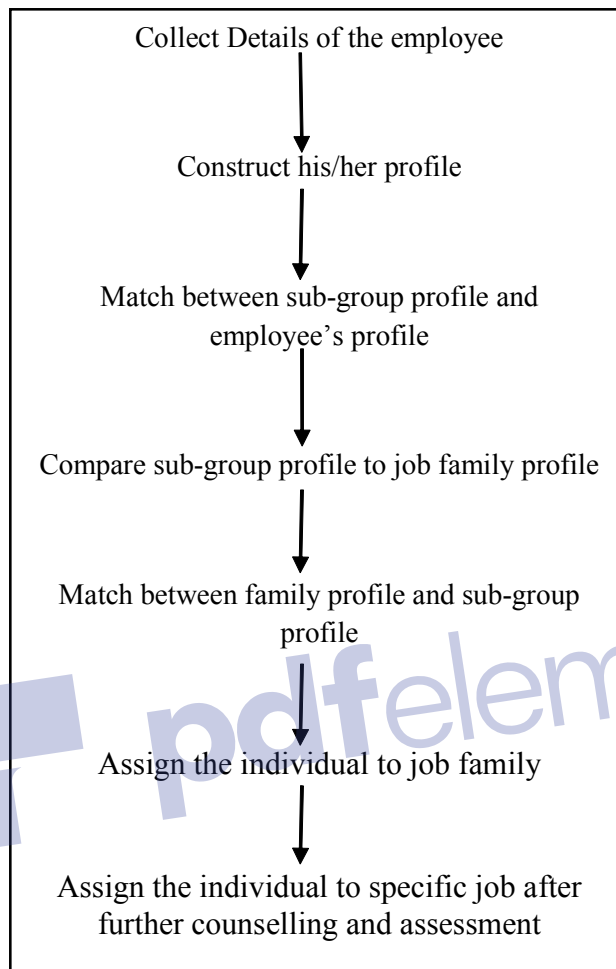 Collect Details of the employee
Construct his/her profile
Match between sub-group profile and
employee’s profile
Compare sub-group profile to job family profile
Match between family profile and sub-group
profile
pdfelem
Assign the individual to job family
Assign the individual to specific job after
further counselling and assessment